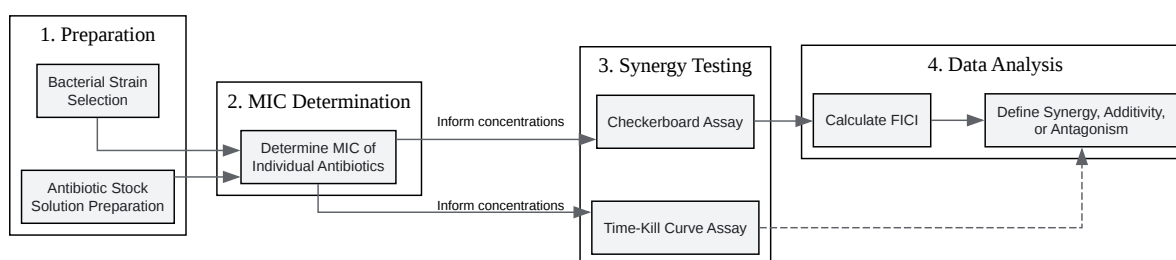 1. Preparation
Bacterial Strain
Selection
Antibiotic Stock
Solution Preparation
2. MIC Determination
Determine MIC of
Individual Antibiotics
Inform concentrations
Inform concentrations
3. Synergy Testing
Checkerboard Assay
Time-Kill Curve Assay
4. Data Analysis
Calculate FICI
Define Synergy, Additivity,
or Antagonism